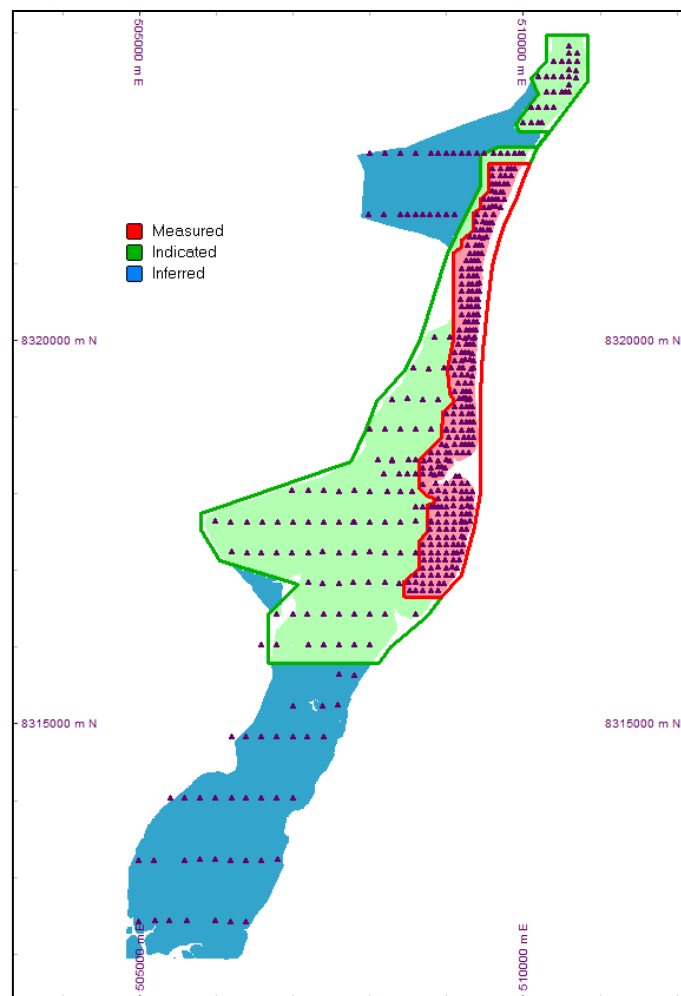 505000 m E
510000 m E
Measured
Indicated
Inferred
8320000 m N
8320000 m N
8315000 m N
8315000 m N
505000 m E
510000 m E